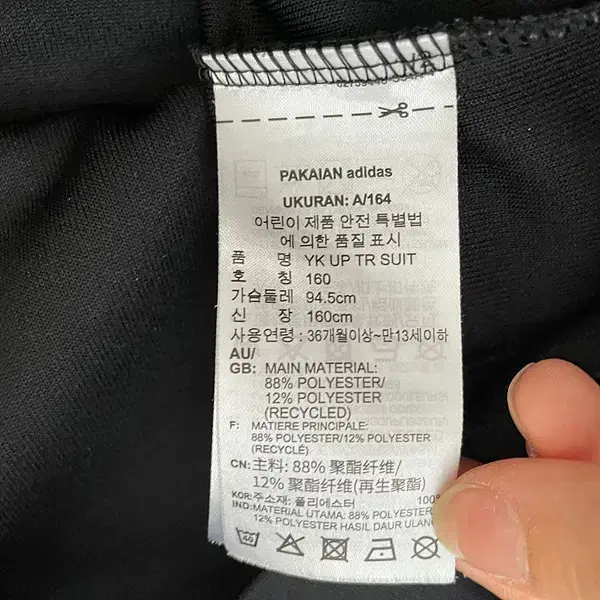 PAKAIAN adidas
UKURAN: A/164
어린이 제품 안전 특별법
에 의한 품질 표시
품 명 YK UP TR SUIT
호 칭 160
가슴둘레 94.5cm
신 장 160cm
사용연령 : 36개월이상~만13세이하
AU/
GB: MAIN MATERIAL:
88% POLYESTER/
12% POLYESTER
(RECYCLED)
F: MATIERE PRINCIPALE:
88% POLYESTER/12% POLYESTER
(RECYCLÉ)
CN: 主料: 88% 聚酯纤维/
12% 聚酯纤维(再生聚酯)
KOR: 주소재: 폴리에스터 100%
IND: MATERIAL UTAMA: 88% POLYESTER/
12% POLYESTER HASIL DAUR ULANG
40